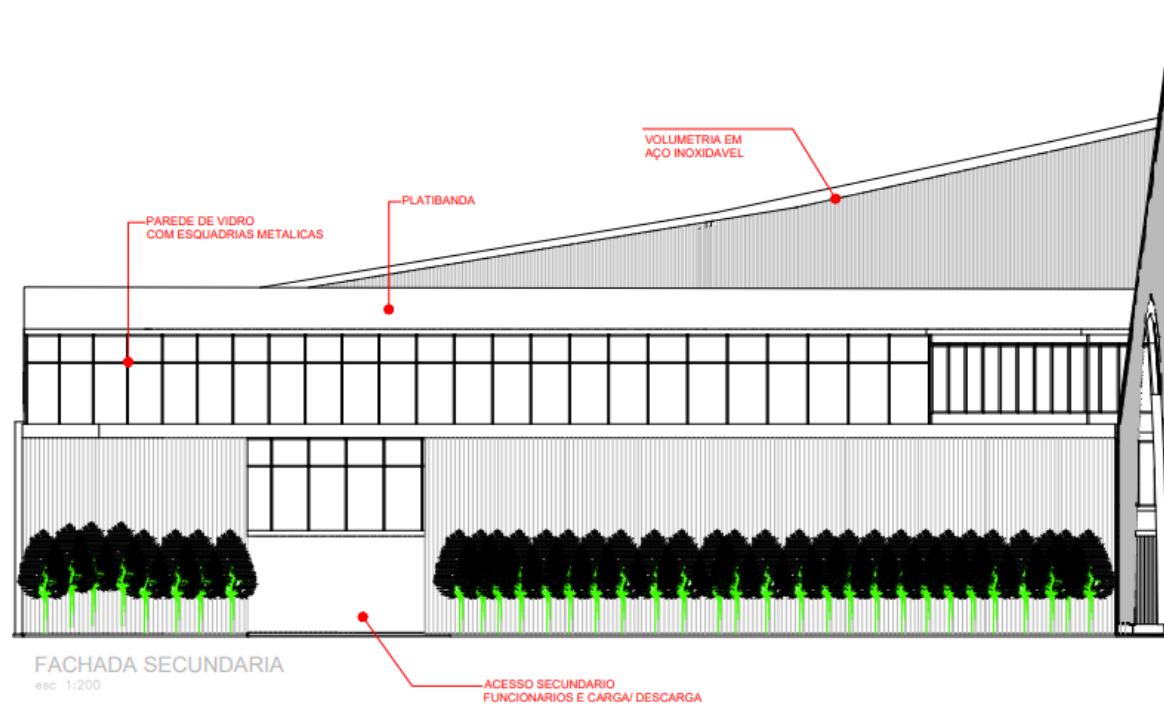 VOLUMETRIA EM
AÇO INOXIDAVEL
PLATIBANDA
PAREDE DE VIDRO
COM ESQUADRIAS METALICAS
FACHADA SECUNDARIA
esc 1:200
ACESSO SECUNDARIO
FUNCIONARIOS E CARGA/ DESCARGA